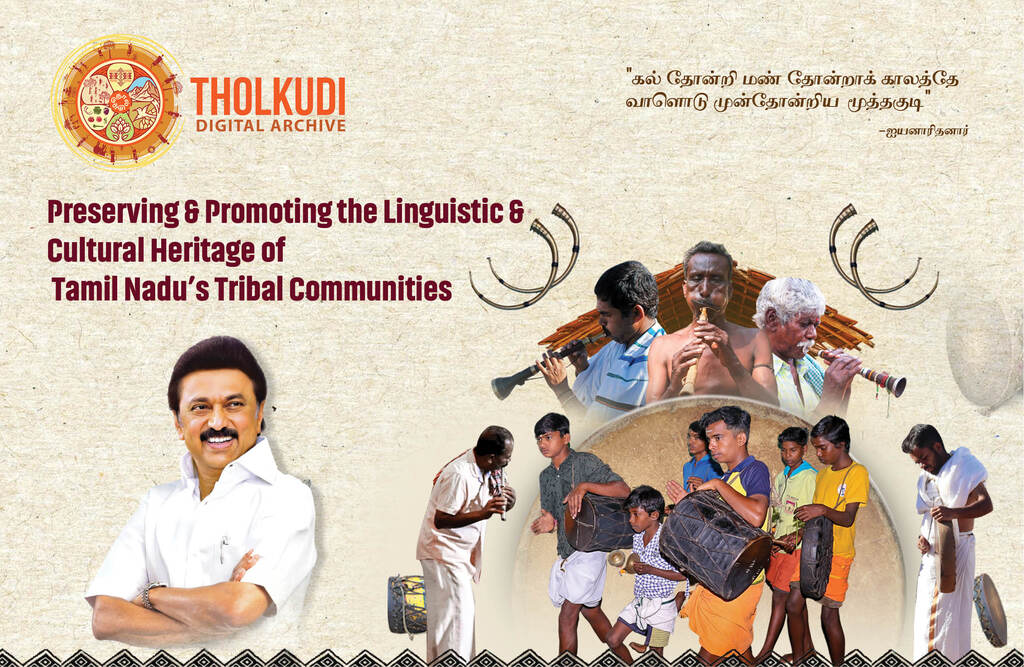 THOLKUDI
DIGITAL ARCHIVE
"கல் தோன்றி மண் தோன்றாக் காலத்தே
வாளொடு முன்தோன்றிய மூத்தகுடி"
-ஐயனாரிதனார்
Preserving & Promoting the Linguistic &
Cultural Heritage of
Tamil Nadu's Tribal Communities